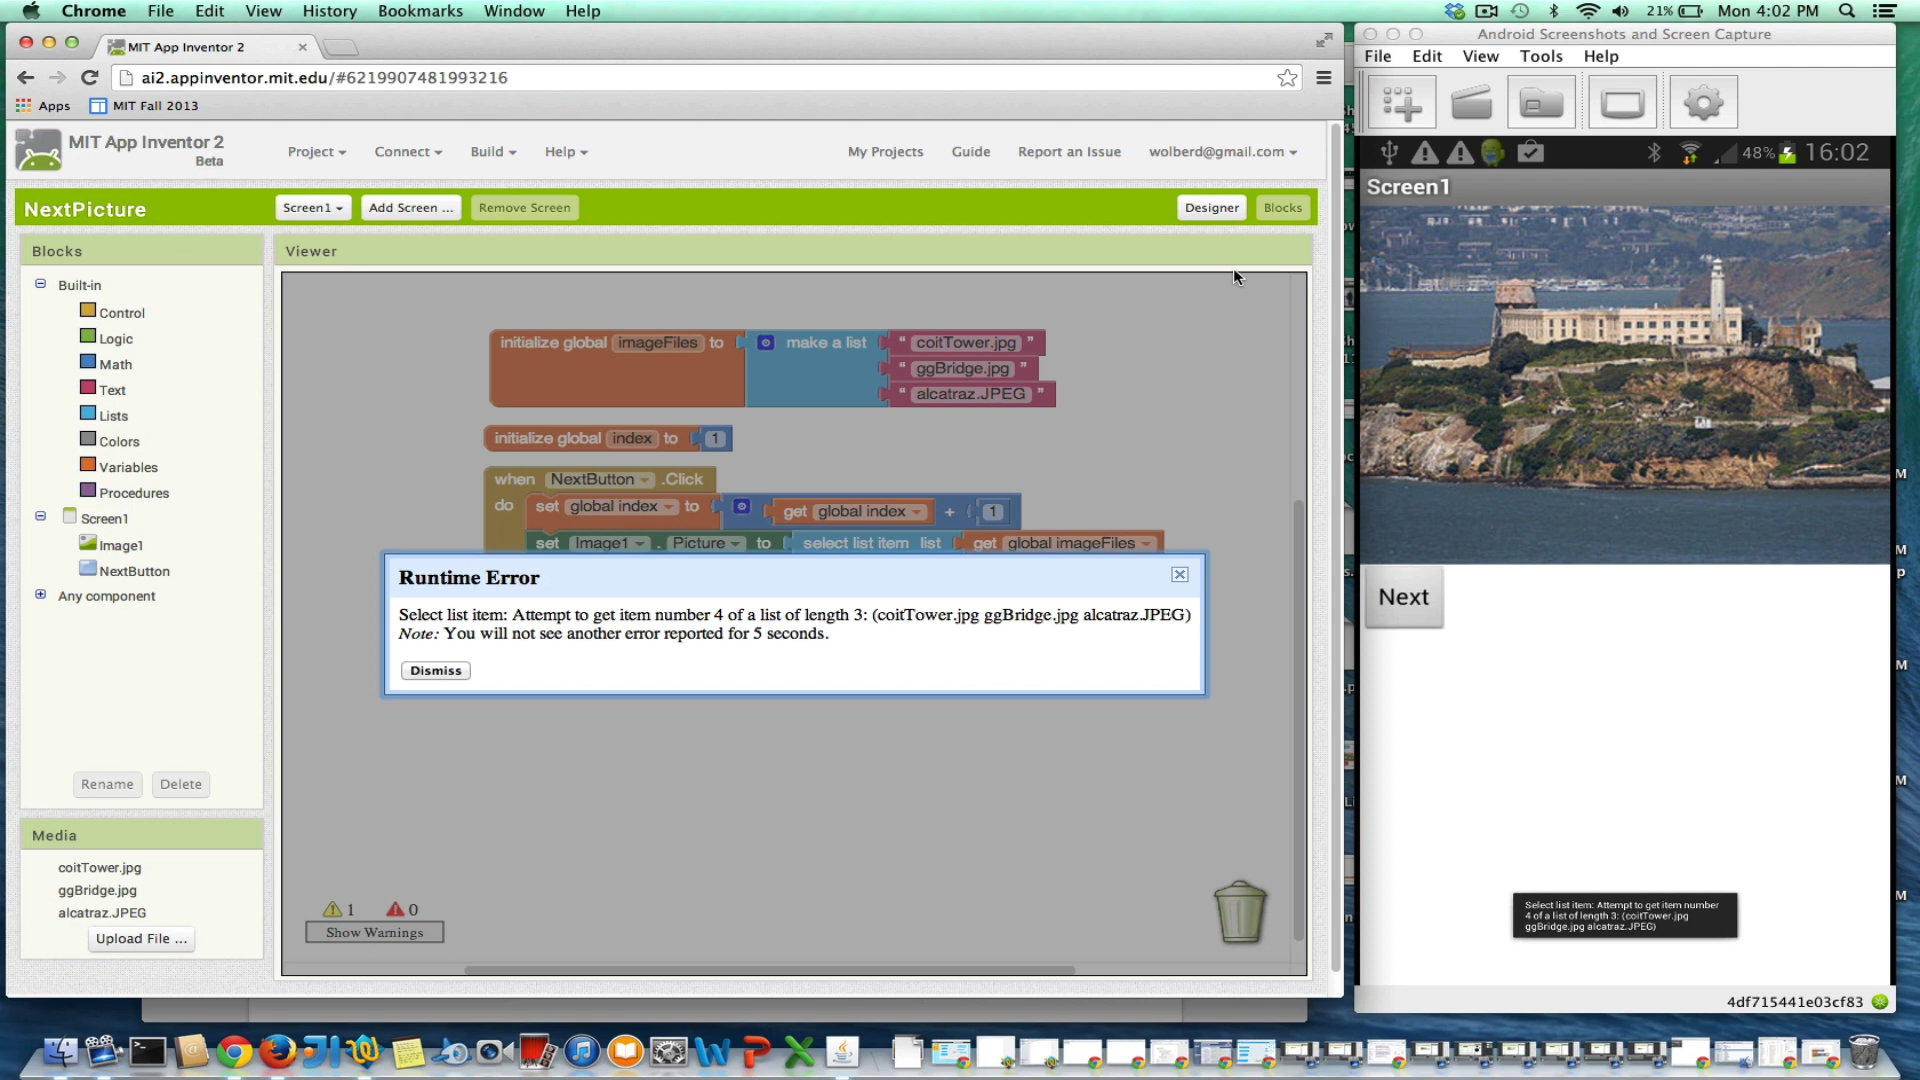 Chrome File Edit View History Bookmarks Window Help
21% Mon 4:02 PM
MIT App Inventor 2
ai2.appinventor.mit.edu/#6219907481993216
Apps MIT Fall 2013
MIT App Inventor 2
Beta
Project Connect Build Help My Projects Guide Report an Issue wolberd@gmail.com
NextPicture Screen1 Add Screen ... Remove Screen Designer Blocks
Blocks
Built-in
Control
Logic
Math
Text
Lists
Colors
Variables
Procedures
Screen1
Image1
NextButton
Any component
Rename Delete
Media
coitTower.jpg
ggBridge.jpg
alcatraz.JPEG
Upload File ...
Viewer
initialize global imageFiles to make a list " coitTower.jpg "
" ggBridge.jpg "
" alcatraz.JPEG "
initialize global index to 1
when NextButton .Click
do set global index to get global index + 1
set Image1 . Picture to select list item list get global imageFiles
Runtime Error
Select list item: Attempt to get item number 4 of a list of length 3: (coitTower.jpg ggBridge.jpg alcatraz.JPEG)
Note: You will not see another error reported for 5 seconds.
Dismiss
1 0
Show Warnings
Android Screenshots and Screen Capture
File Edit View Tools Help
48% 16:02
Screen1
Next
Select list item: Attempt to get item number
4 of a list of length 3: (coitTower.jpg
ggBridge.jpg alcatraz.JPEG)
4df715441e03cf83